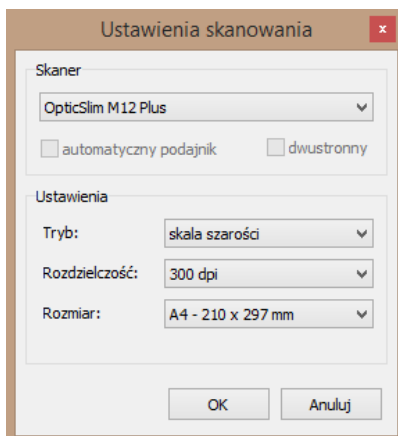 Ustawienia skanowania
x
Skaner
OpticSlim M12 Plus
automatyczny podajnik dwustronny
Ustawienia
Tryb: skala szarości
Rozdzielczość: 300 dpi
Rozmiar: A4 - 210 x 297 mm
OK Anuluj